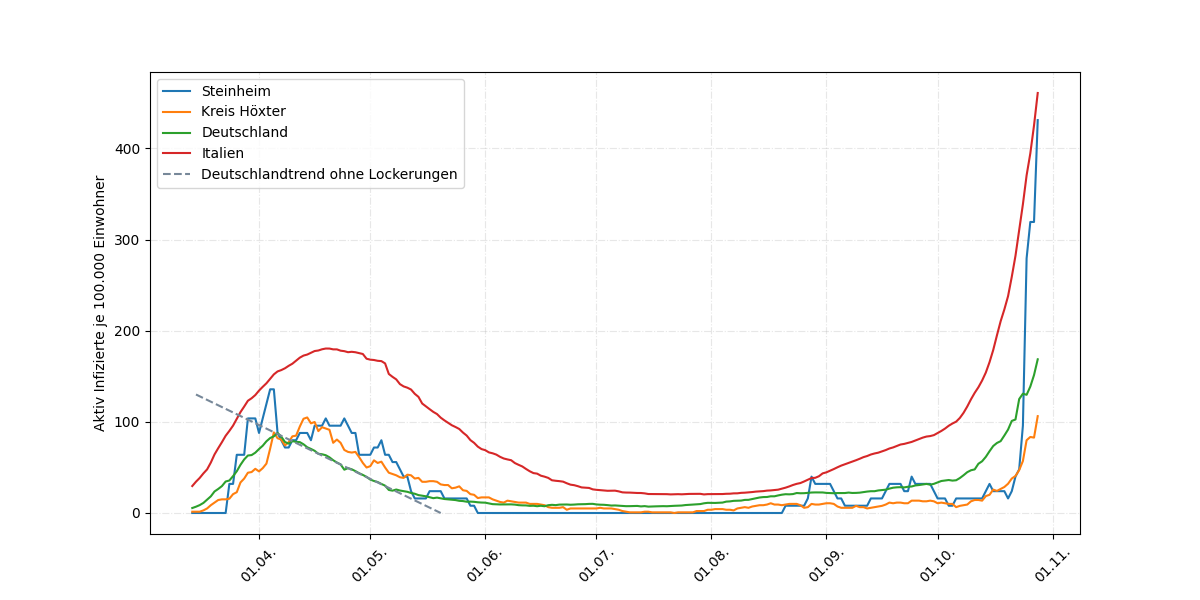 Steinheim
Kreis Höxter
Deutschland
Italien
Deutschlandtrend ohne Lockerungen
Aktiv Infizierte je 100.000 Einwohner
400
300
200
100
0
01.04.
01.05.
01.06.
01.07.
01.08.
01.09.
01.10.
01.11.